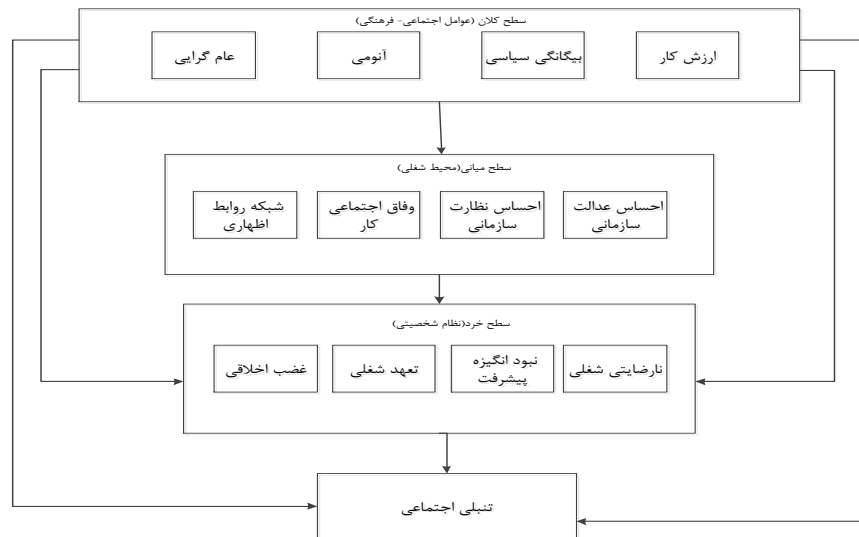 سطح کلان (عوامل اجتماعی- فرهنگی)
ارزش کار
بیگانگی سیاسی
آنومی
عام گرایی
سطح میانی(محیط شغلی)
احساس عدالت
سازمانی
احساس نظارت
سازمانی
وفاق اجتماعی
کار
شبکه روابط
اظهاری
سطح خرد(نظام شخصیتی)
نارضایتی شغلی
نبود انگیزه
پیشرفت
تعهد شغلی
غضب اخلاقی
تنبلی اجتماعی